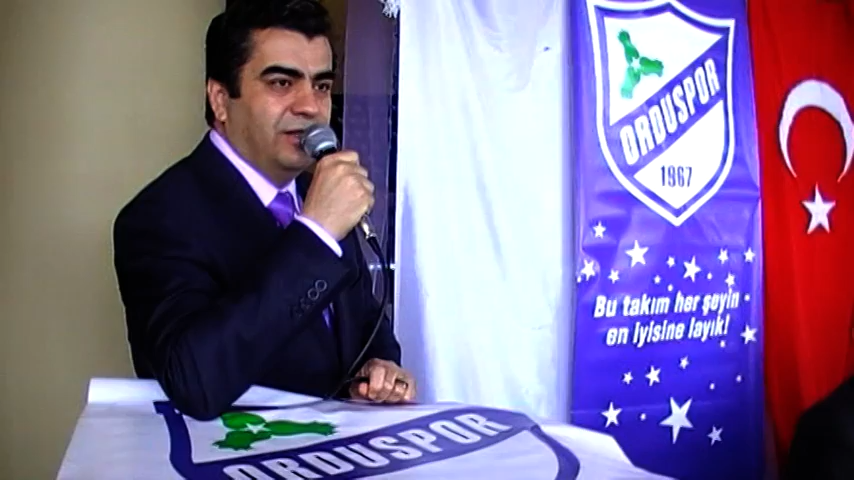 ORDUSPOR
1967
Bu takım her şeyin
en iyisine layık!
ORDUSPOR